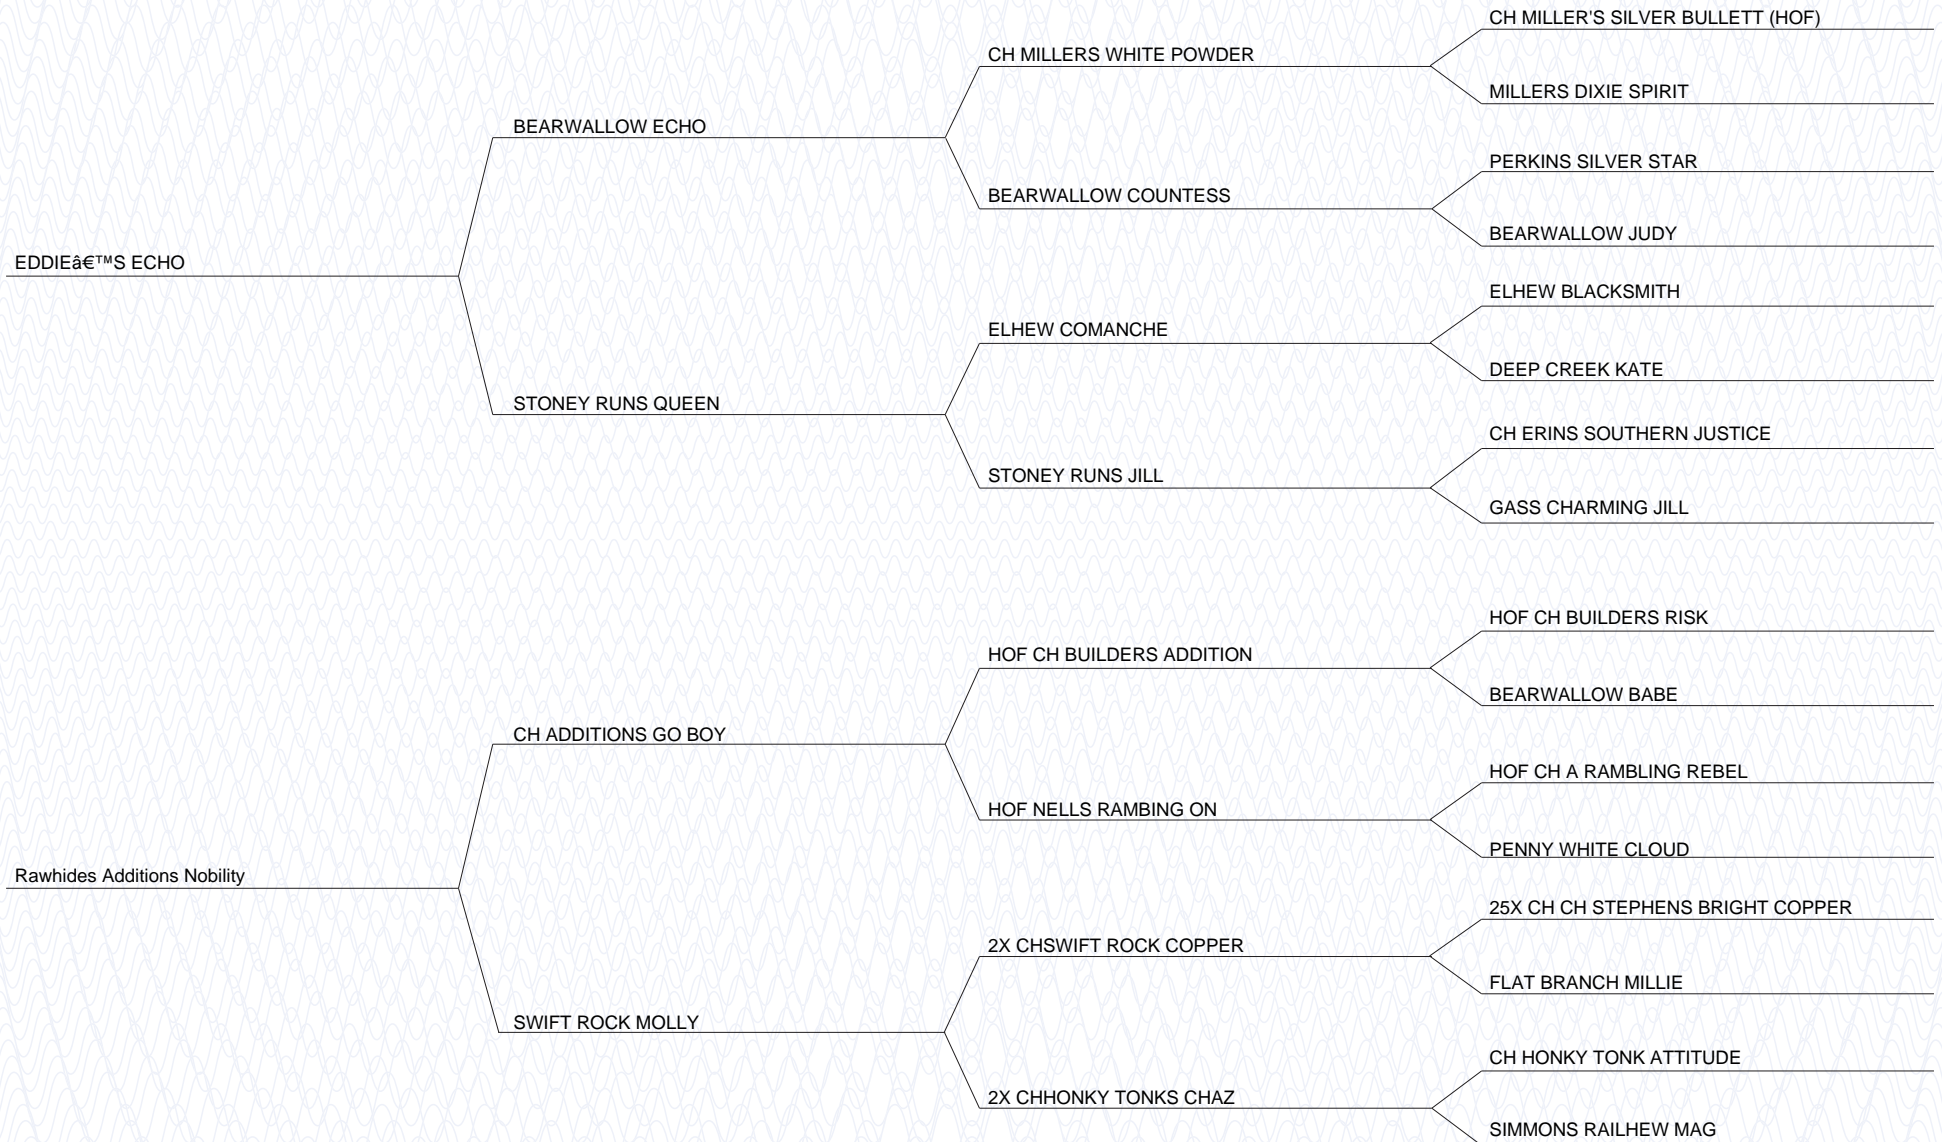 CH MILLER'S SILVER BULLETT (HOF)
CH MILLERS WHITE POWDER
MILLERS DIXIE SPIRIT
BEARWALLOW ECHO
PERKINS SILVER STAR
BEARWALLOW COUNTESS
BEARWALLOW JUDY
EDDIE’S ECHO
ELHEW BLACKSMITH
ELHEW COMANCHE
DEEP CREEK KATE
STONEY RUNS QUEEN
CH ERINS SOUTHERN JUSTICE
STONEY RUNS JILL
GASS CHARMING JILL
HOF CH BUILDERS RISK
HOF CH BUILDERS ADDITION
BEARWALLOW BABE
CH ADDITIONS GO BOY
HOF CH A RAMBLING REBEL
HOF NELLS RAMBING ON
PENNY WHITE CLOUD
Rawhides Additions Nobility
25X CH CH STEPHENS BRIGHT COPPER
2X CHSWIFT ROCK COPPER
FLAT BRANCH MILLIE
SWIFT ROCK MOLLY
CH HONKY TONK ATTITUDE
2X CHHONKY TONKS CHAZ
SIMMONS RAILHEW MAG